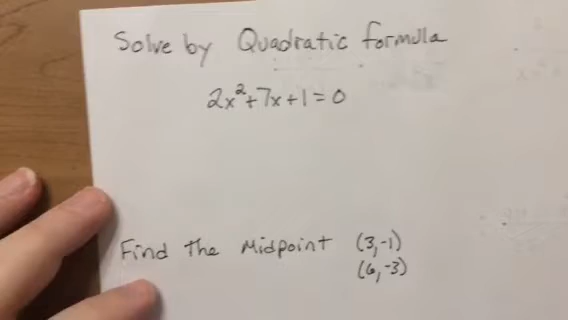 Solve by Quadratic formula
2x²+7x+1=0
Find The Midpoint (3,-1)
(6,-3)